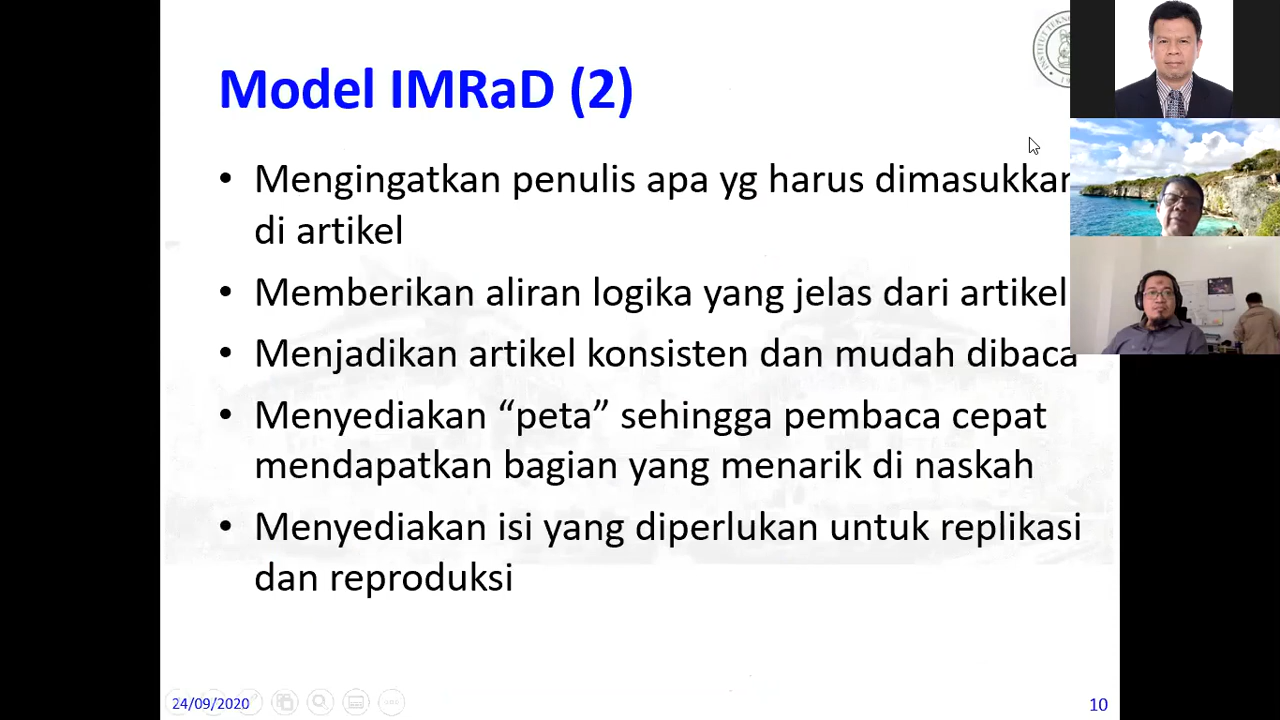 Model IMRaD (2)
• Mengingatkan penulis apa yg harus dimasukkan
di artikel
• Memberikan aliran logika yang jelas dari artikel
• Menjadikan artikel konsisten dan mudah dibaca
• Menyediakan “peta” sehingga pembaca cepat
mendapatkan bagian yang menarik di naskah
• Menyediakan isi yang diperlukan untuk replikasi
dan reproduksi
24/09/2020
10